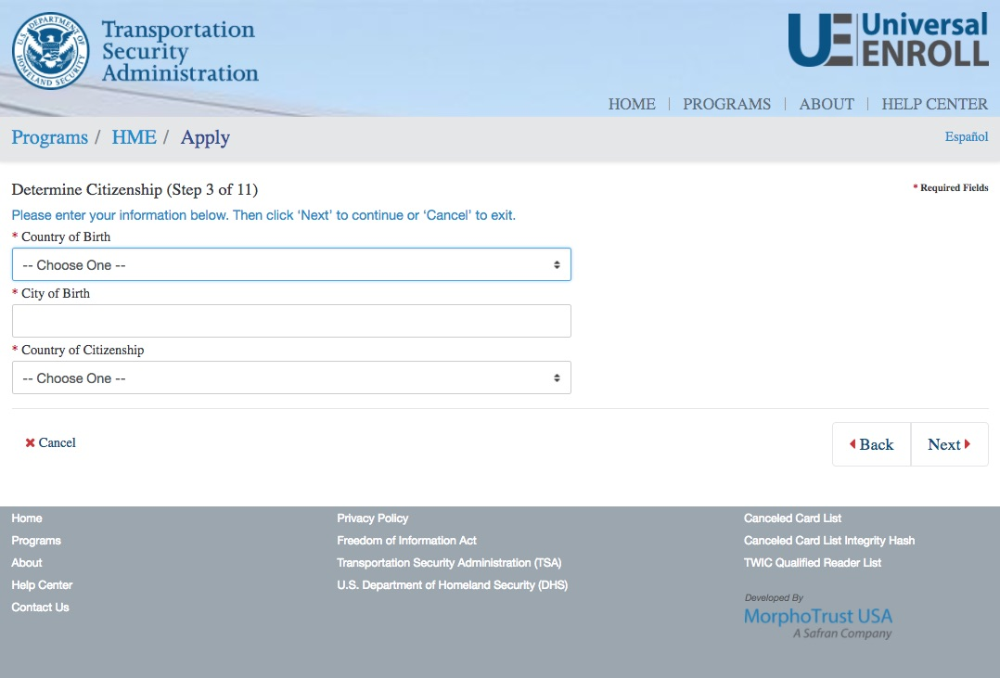 U.S. DEPARTMENT OF
HOMELAND SECURITY
Transportation
Security
Administration
UE Universal
ENROLL
HOME | PROGRAMS | ABOUT | HELP CENTER
Programs / HME / Apply
Español
Determine Citizenship (Step 3 of 11)
* Required Fields
Please enter your information below. Then click ‘Next’ to continue or ‘Cancel’ to exit.
* Country of Birth
-- Choose One --
* City of Birth
* Country of Citizenship
-- Choose One --
Cancel
Back
Next
Home
Programs
About
Help Center
Contact Us
Privacy Policy
Freedom of Information Act
Transportation Security Administration (TSA)
U.S. Department of Homeland Security (DHS)
Canceled Card List
Canceled Card List Integrity Hash
TWIC Qualified Reader List
Developed By
MorphoTrust USA
A Safran Company